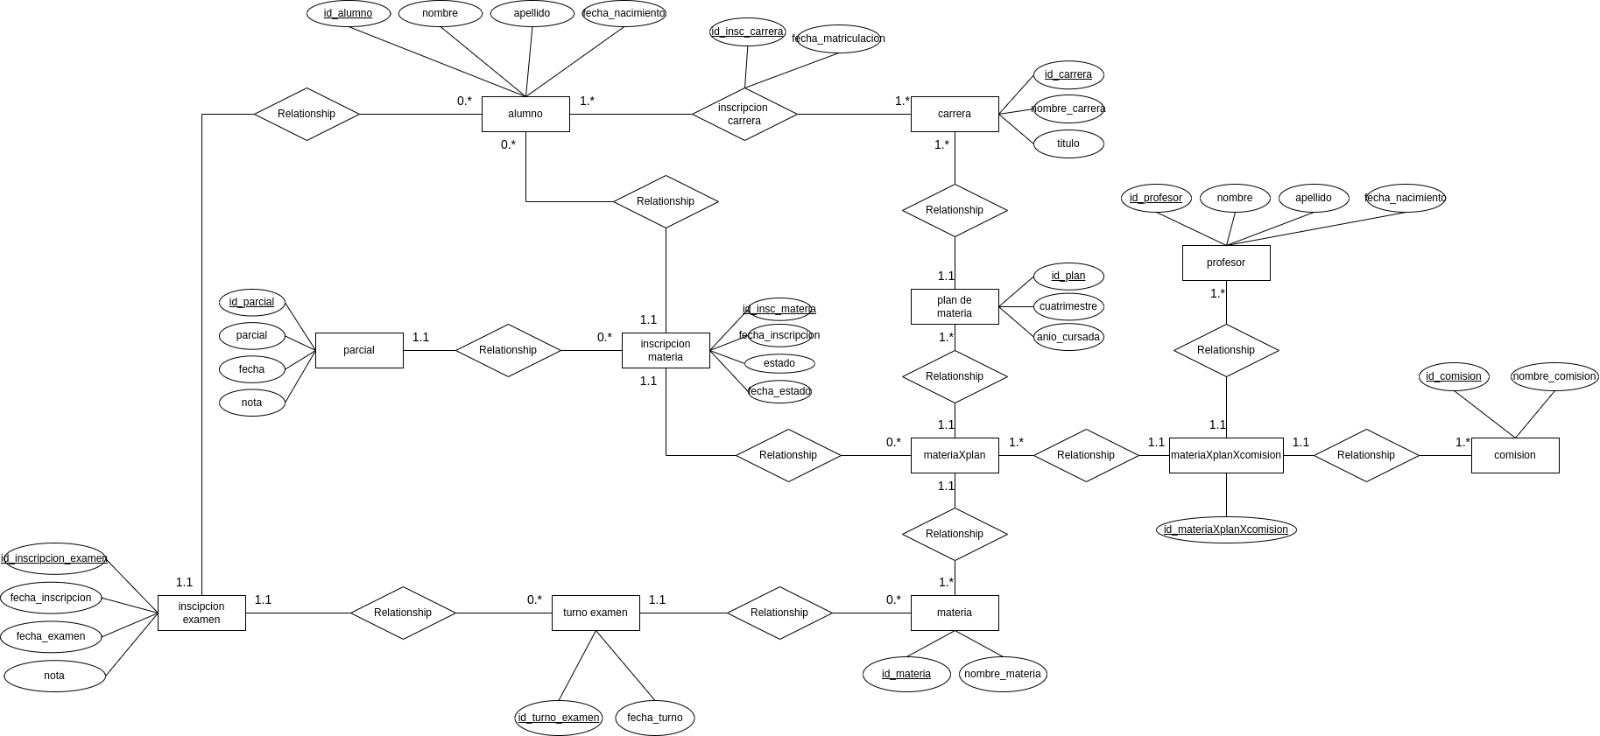 id_alumno
nombre
apellido
fecha_nacimiento
id_insc_carrera
fecha_matriculacion
id_carrera
nombre_carrera
titulo
Relationship
0.*
alumno
1.*
inscripcion
carrera
1.*
carrera
0.*
1.*
Relationship
Relationship
id_profesor
nombre
apellido
fecha_nacimiento
profesor
1.*
1.1
id_plan
cuatrimestre
anio_cursada
plan de
materia
1.*
id_parcial
parcial
fecha
nota
parcial
1.1
Relationship
0.*
1.1
inscripcion
materia
1.1
id_insc_materia
fecha_inscripcion
estado
fecha_estado
Relationship
Relationship
id_comision
nombre_comision
1.1
1.1
Relationship
0.*
materiaXplan
1.*
Relationship
1.1
materiaXplanXcomision
1.1
Relationship
1.*
comision
1.1
id_materiaXplanXcomision
Relationship
1.*
id_inscripcion_examen
fecha_inscripcion
fecha_examen
nota
1.1
inscipcion
examen
1.1
Relationship
0.*
turno examen
1.1
Relationship
0.*
materia
id_materia
nombre_materia
id_turno_examen
fecha_turno